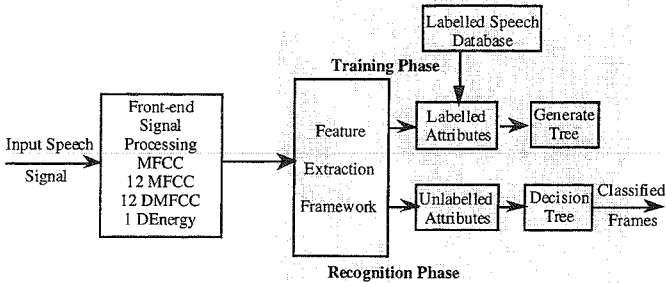 Labelled Speech
Database
Training Phase
Input Speech
Signal
Front-end
Signal
Processing
MFCC
12 MFCC
12 DMFCC
1 DEnergy
Feature
Extraction
Framework
Labelled
Attributes
Generate
Tree
Unlabelled
Attributes
Decision
Tree
Classified
Frames
Recognition Phase